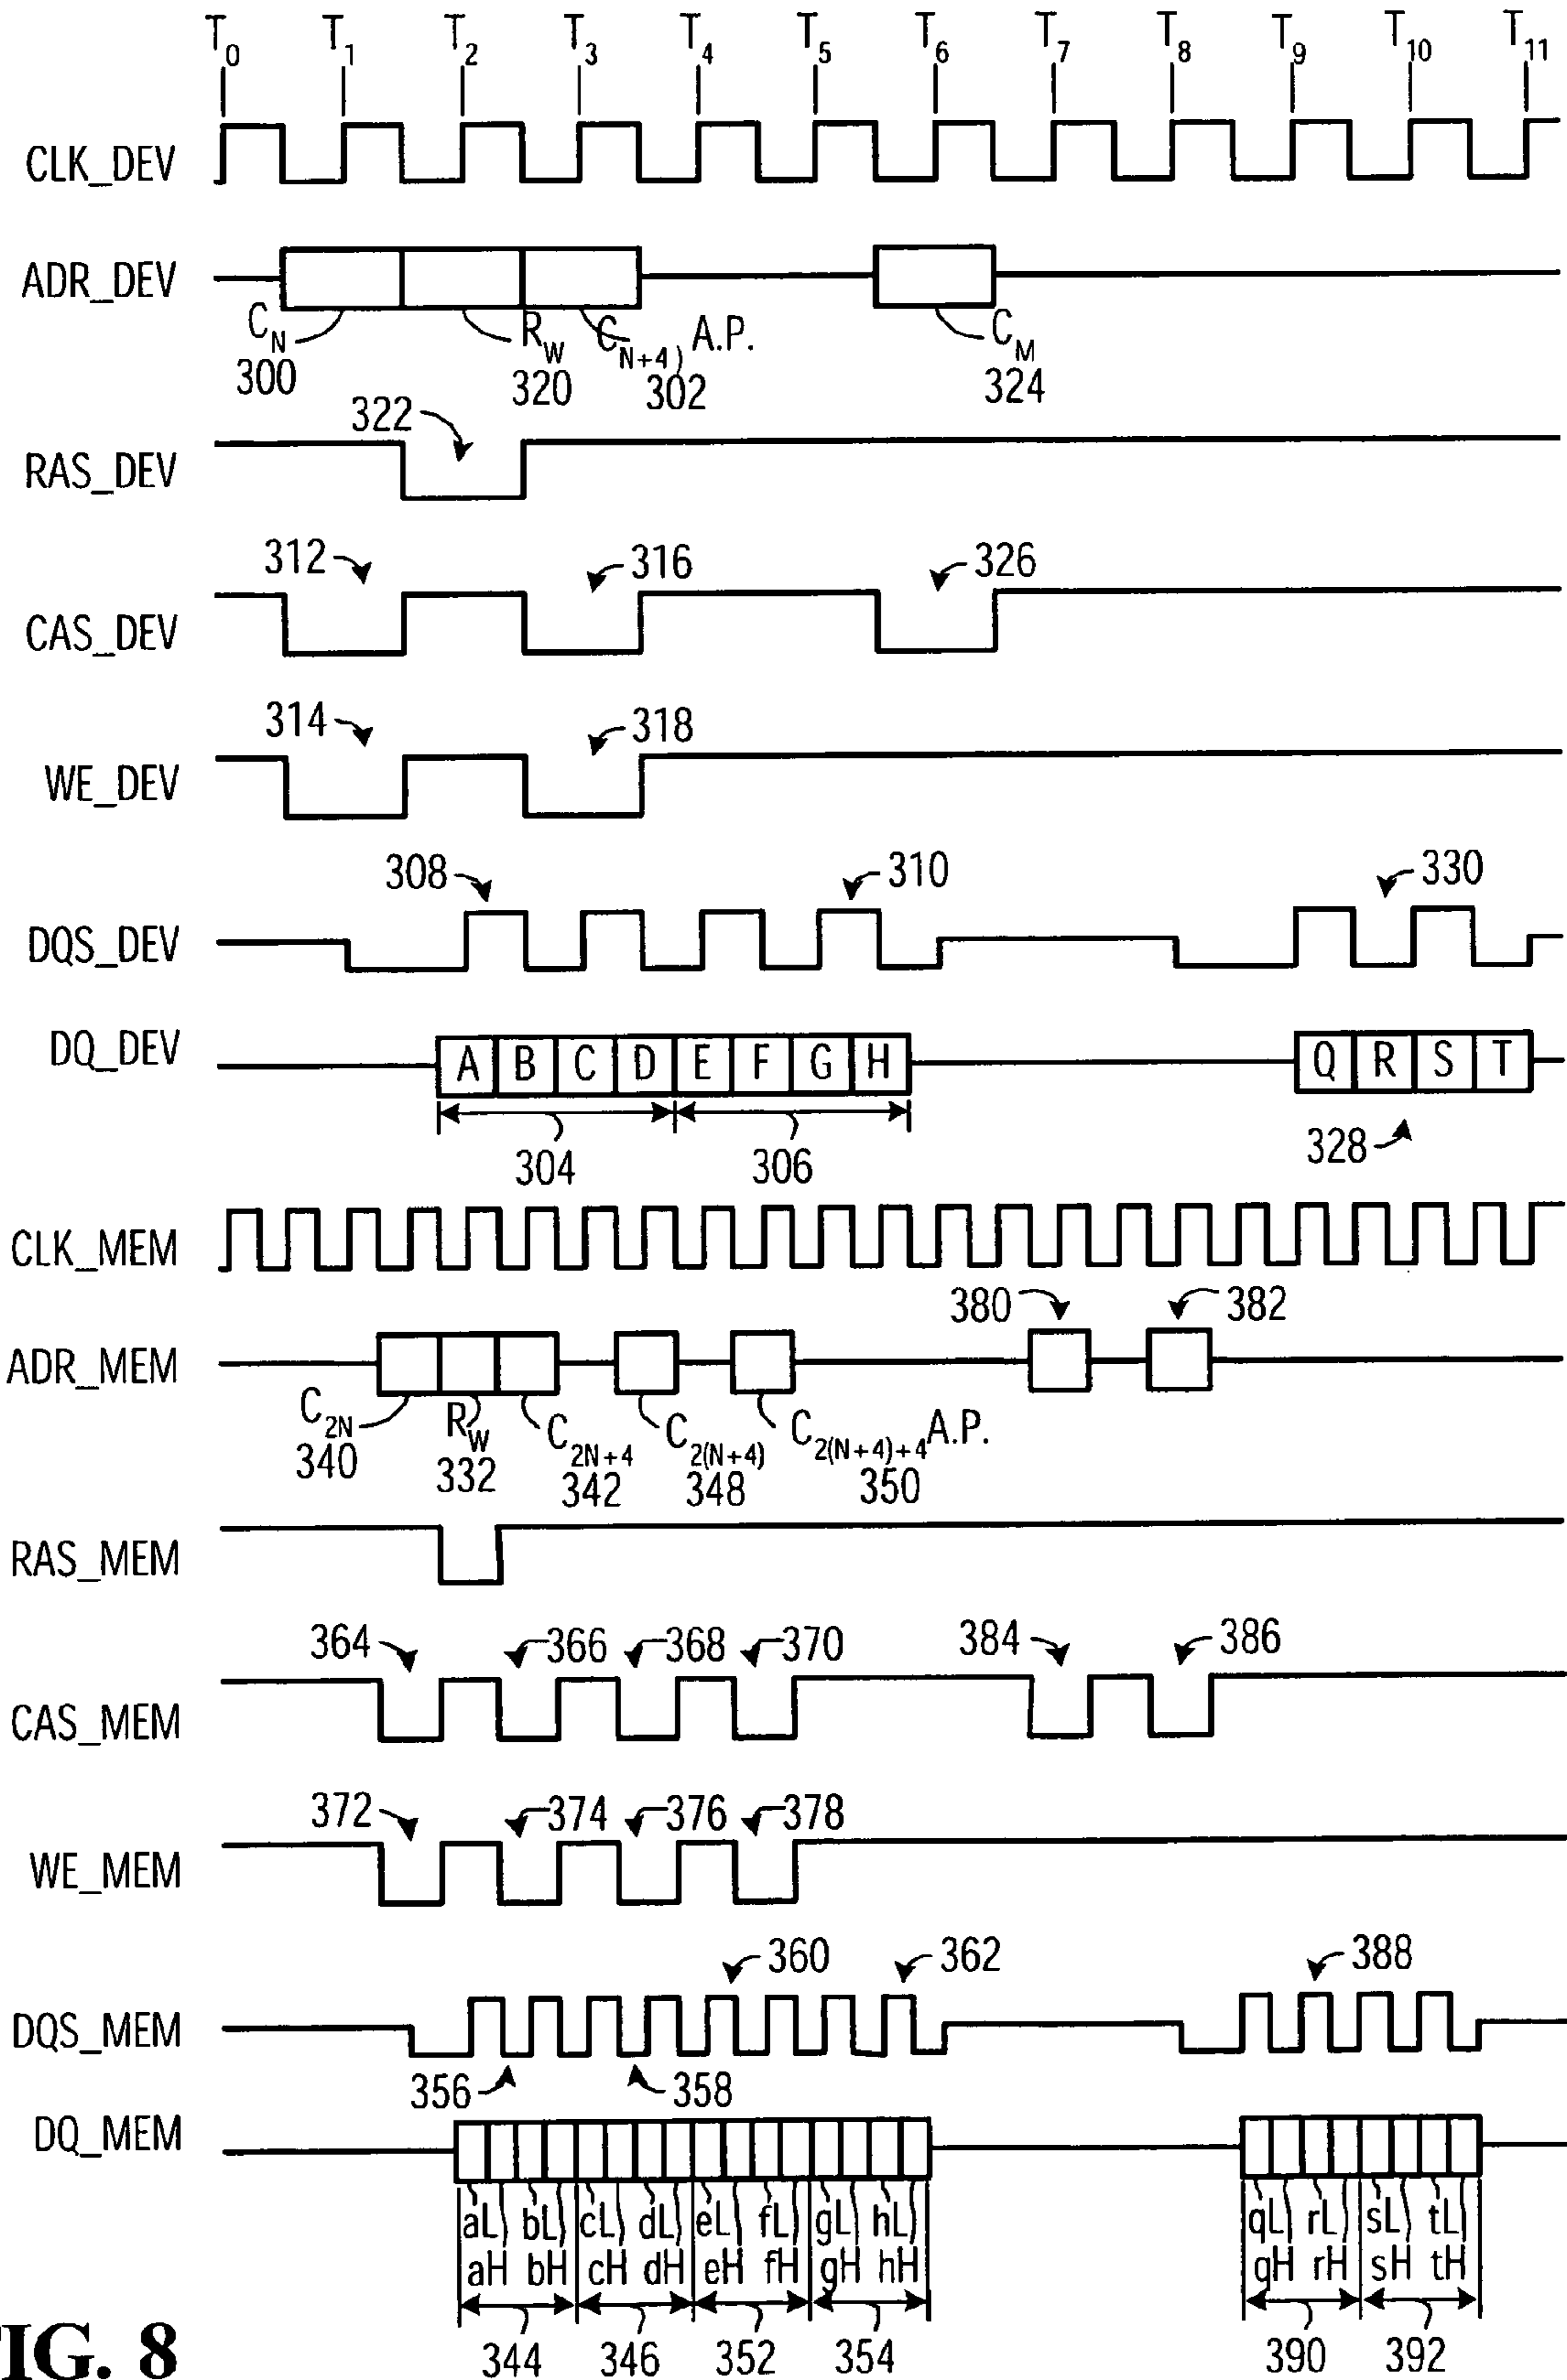 T0 T1 T2 T3 T4 T5 T6 T7 T8 T9 T10 T11
CLK_DEV
ADR_DEV
CN RW CN+4) A.P. CM
300 320 302 324
322
RAS_DEV
312 316 326
CAS_DEV
314 318
WE_DEV
308 310 330
DQS_DEV
DQ_DEV A B C D E F G H Q R S T
304 306 328
CLK_MEM
380 382
ADR_MEM
C2N RW C2N+4 C2(N+4) C2(N+4)+4 A.P.
340 332 342 348 350
RAS_MEM
364 366 368 370 384 386
CAS_MEM
372 374 376 378
WE_MEM
360 362 388
DQS_MEM
356 358
DQ_MEM
aL bL cL dL eL fL gL hL qL rL sL tL
aH bH cH dH eH fH gH hH qH rH sH tH
344 346 352 354 390 392
IG. 8